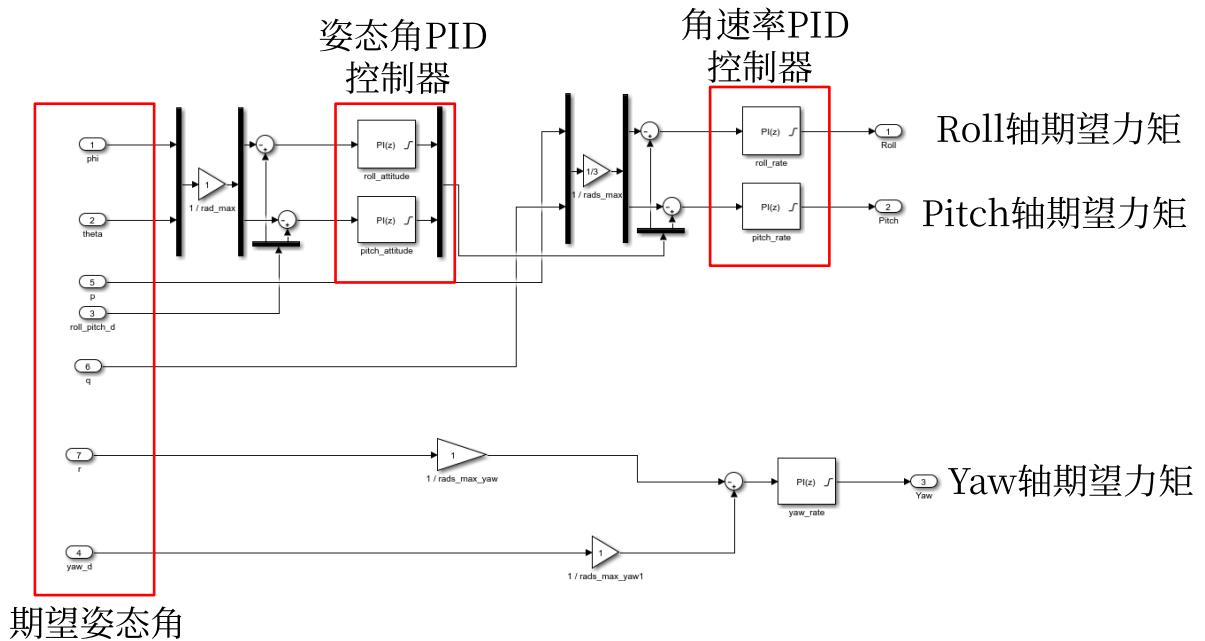 姿态角PID
控制器
角速率PID
控制器
1
phi
2
theta
5
p
3
roll_pitch_d
6
q
7
r
4
yaw_d
期望姿态角
1
1 / rad_max
PI(z)
roll_attitude
PI(z)
pitch_attitude
1/3
1 / rads_max
PI(z)
roll_rate
PI(z)
pitch_rate
1
Roll
Roll轴期望力矩
2
Pitch
Pitch轴期望力矩
1
1 / rads_max_yaw
1
1 / rads_max_yaw1
PI(z)
yaw_rate
3
Yaw
Yaw轴期望力矩